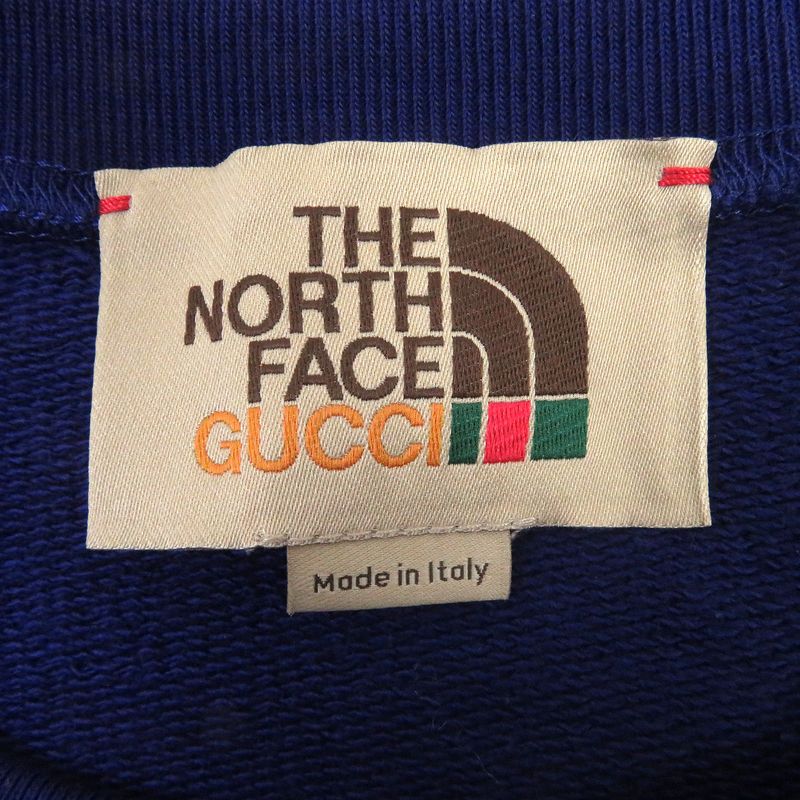 THE
NORTH
FACE
GUCCI
Made in Italy